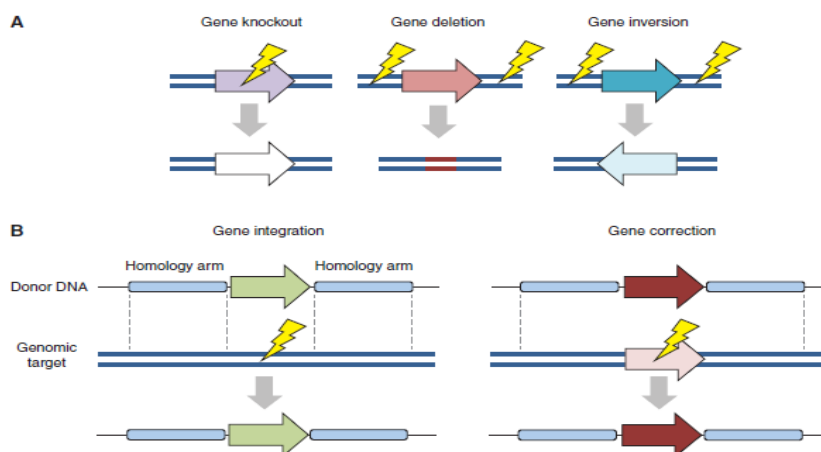 A
Gene knockout
Gene deletion
Gene inversion
B
Gene integration
Gene correction
Homology arm
Homology arm
Donor DNA
Genomic
target